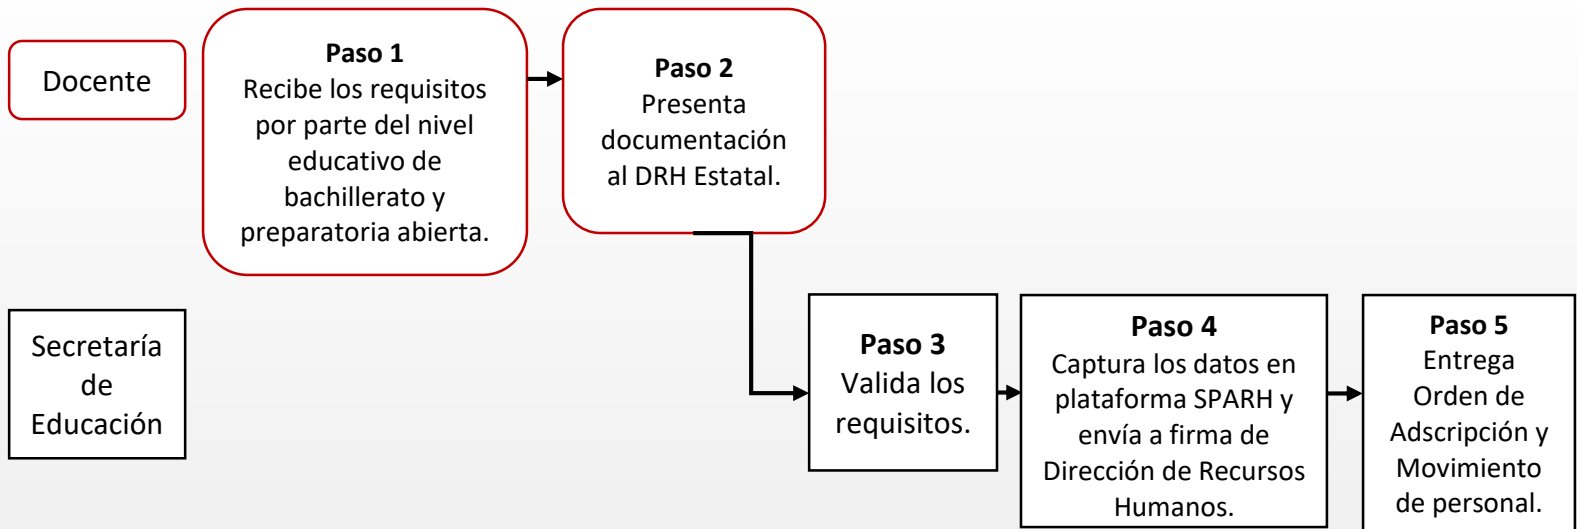 Docente
Paso 1
Recibe los requisitos
por parte del nivel
educativo de
bachillerato y
preparatoria abierta.
Paso 2
Presenta
documentación
al DRH Estatal.
Secretaría
de
Educación
Paso 3
Valida los
requisitos.
Paso 4
Captura los datos en
plataforma SPARH y
envía a firma de
Dirección de Recursos
Humanos.
Paso 5
Entrega
Orden de
Adscripción y
Movimiento
de personal.